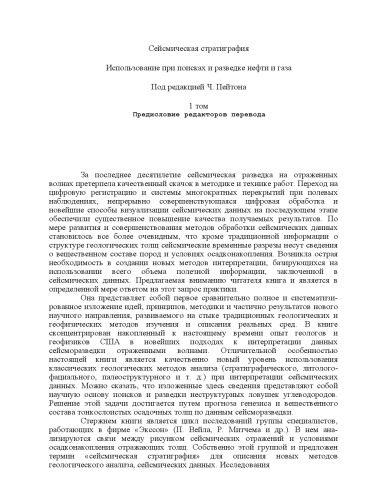 Сейсмическая стратиграфия
Использование при поисках и разведке нефти и газа
Под редакцией Ч. Пейтона
1 том
Предисловие редакторов перевода
За последнее десятилетие сейсмическая разведка на отраженных
волнах претерпела качественный скачок в методике и технике работ. Переход на
цифровую регистрацию и системы многократных перекрытий при полевых
наблюдениях, непрерывно совершенствующаяся цифровая обработка и
новейшие способы визуализации сейсмических данных на последующем этапе
обеспечили существенное повышение качества получаемых результатов. По
мере развития и совершенствования методов обработки сейсмических данных
становилось все более очевидным, что кроме традиционной информации о
структуре геологических толщ сейсмические временные разрезы несут сведения
о вещественном составе пород и условиях осадконакопления. Возникла острая
необходимость в создании новых методов интерпретации, базирующихся на
использовании всего объема полезной информации, заключенной в
сейсмических данных. Предлагаемая вниманию читателя книга и является в
определенной мере ответом на этот запрос практики.
Она представляет собой первое сравнительно полное и систематизи-
рованное изложение идей, принципов, методики и частично результатов нового
научного направления, развиваемого на стыке традиционных геологических и
геофизических методов изучения и описания реальных сред. В книге
сконцентрирован накопленный к настоящему времени опыт геологов и
геофизиков США в новейших подходах к интерпретации данных
сейсморазведки отраженными волнами. Отличительной особенностью
настоящей книги является качественно новый уровень использования
классических геологических методов анализа (стратиграфического, литолого-
фациального, палеоструктурного и т. д.) при интерпретации сейсмических
данных. Можно сказать, что изложенные здесь сведения представляют собой
научную основу поисков и разведки неструктурных ловушек углеводородов.
Решение этой задачи достигается путем прогноза генезиса и вещественного
состава тонкослоистых осадочных толщ по данным сейсморазведки.
Стержнем книги является цикл исследований группы специалистов,
работающих в фирме «Эксон» (П. Вейла, Р. Митчема и др.). В нем ана-
лизируются связи между рисунком сейсмических отражений и условиями
осадконакопления отражающих толщ. Собственно этой группой и предложен
термин «сейсмическая стратиграфия» для описания новых методов
геологического анализа, сейсмических данных. Исследования